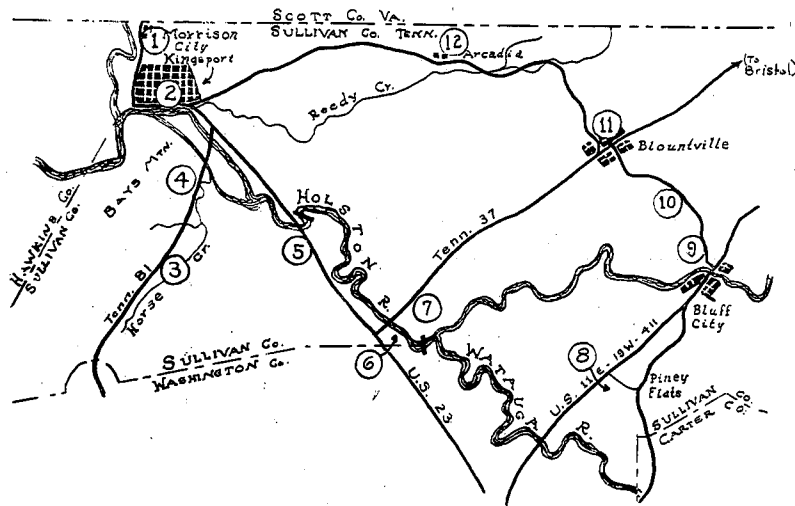 SCOTT CO. VA.
SULLIVAN CO. TENN.
1
Morrison
City
Kingsport
12
Arcadia
(To
Bristol)
2
Reedy Cr.
11
Blountville
BAYS MTN.
4
HOLSTON R.
HAWKINS CO.
SULLIVAN CO.
Tenn. 37
10
5
3
Tenn. 81
Horse Cr.
9
7
Bluff
City
SULLIVAN CO.
WASHINGTON CO.
6
WATAUGA R.
8
U.S. 11/E-19W-411
Piney
Flats
U.S. 23
SULLIVAN CO.
CARTER CO.